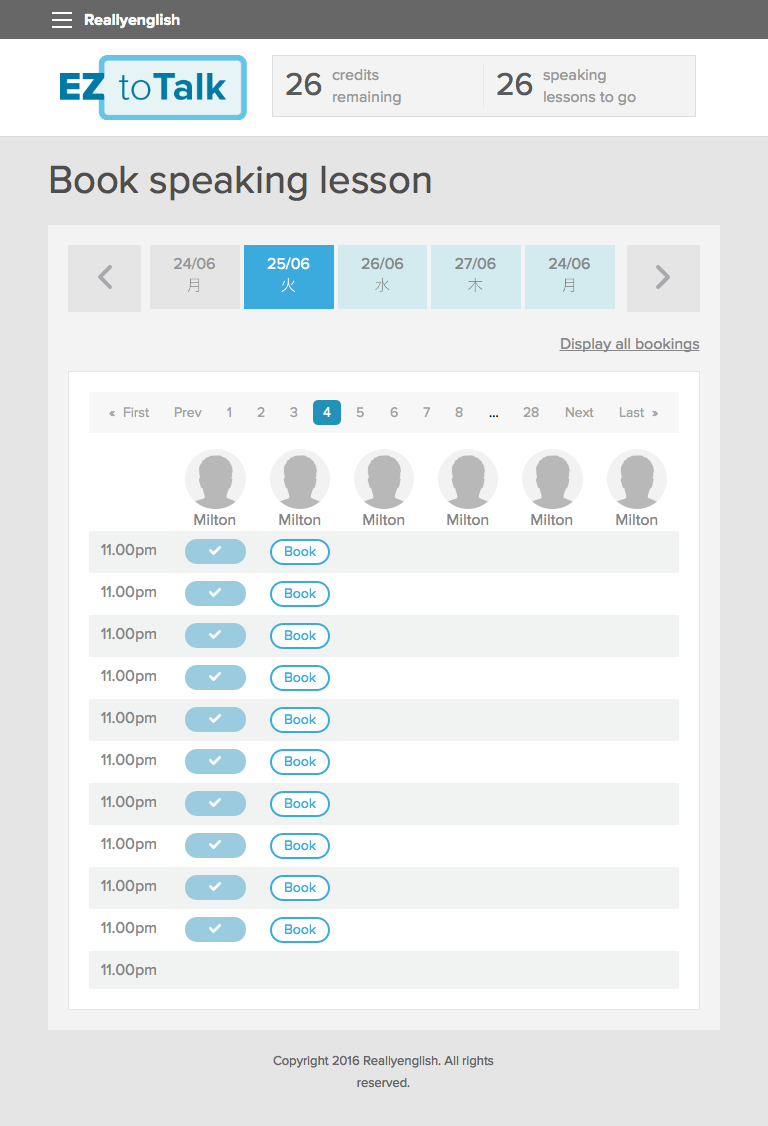 Reallyenglish
EZ toTalk
26 credits remaining
26 speaking lessons to go
Book speaking lesson
24/06 25/06 26/06 27/06 24/06
月 火 水 木 月
Display all bookings
« First Prev 1 2 3 4 5 6 7 8 ... 28 Next Last »
Milton Milton Milton Milton Milton Milton
11.00pm Book
11.00pm Book
11.00pm Book
11.00pm Book
11.00pm Book
11.00pm Book
11.00pm Book
11.00pm Book
11.00pm Book
11.00pm Book
11.00pm
Copyright 2016 Reallyenglish. All rights
reserved.